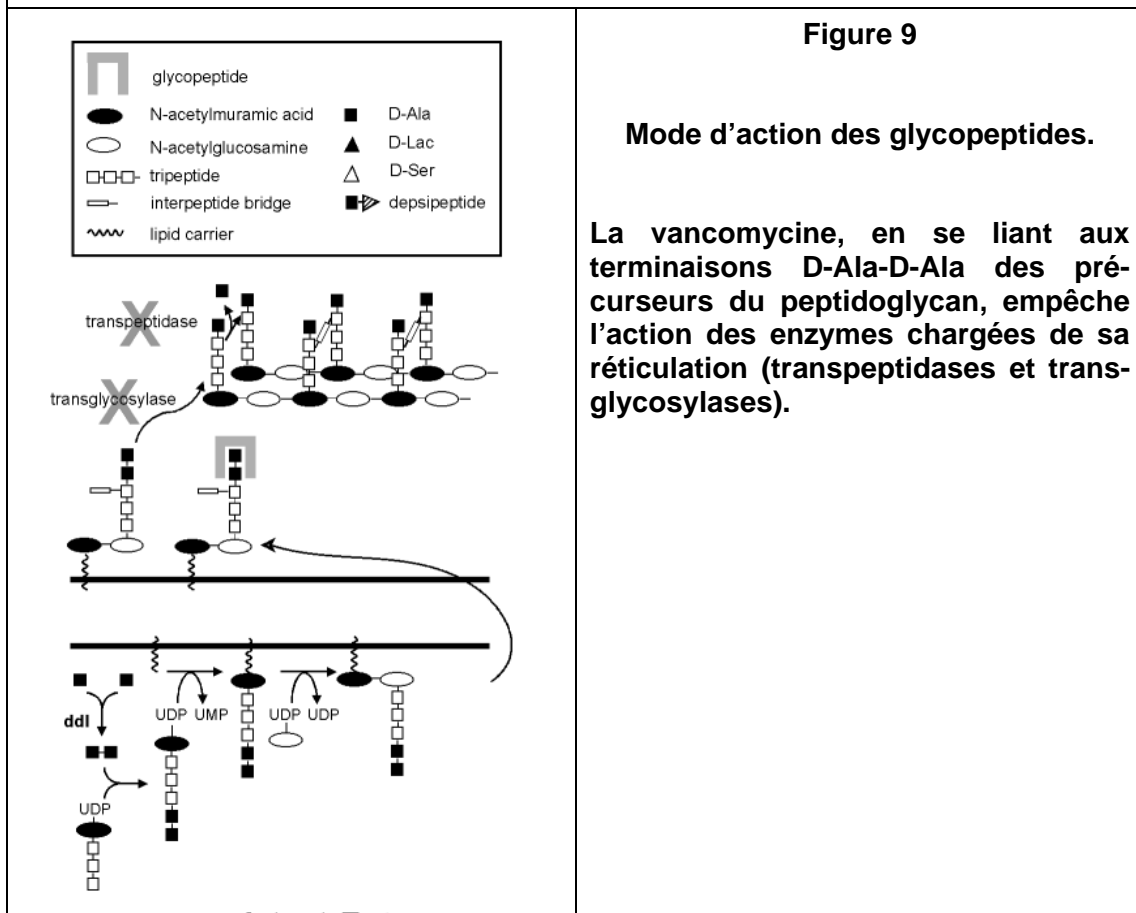 glycopeptide
N-acetylmuramic acid
D-Ala
N-acetylglucosamine
D-Lac
tripeptide
D-Ser
interpeptide bridge
depsipeptide
lipid carrier
transpeptidase
transglycosylase
ddl
UDP UMP
UDP UDP
UDP
Figure 9
Mode d’action des glycopeptides.
La vancomycine, en se liant aux
terminaisons D-Ala-D-Ala des pré-
curseurs du peptidoglycan, empêche
l’action des enzymes chargées de sa
réticulation (transpeptidases et trans-
glycosylases).